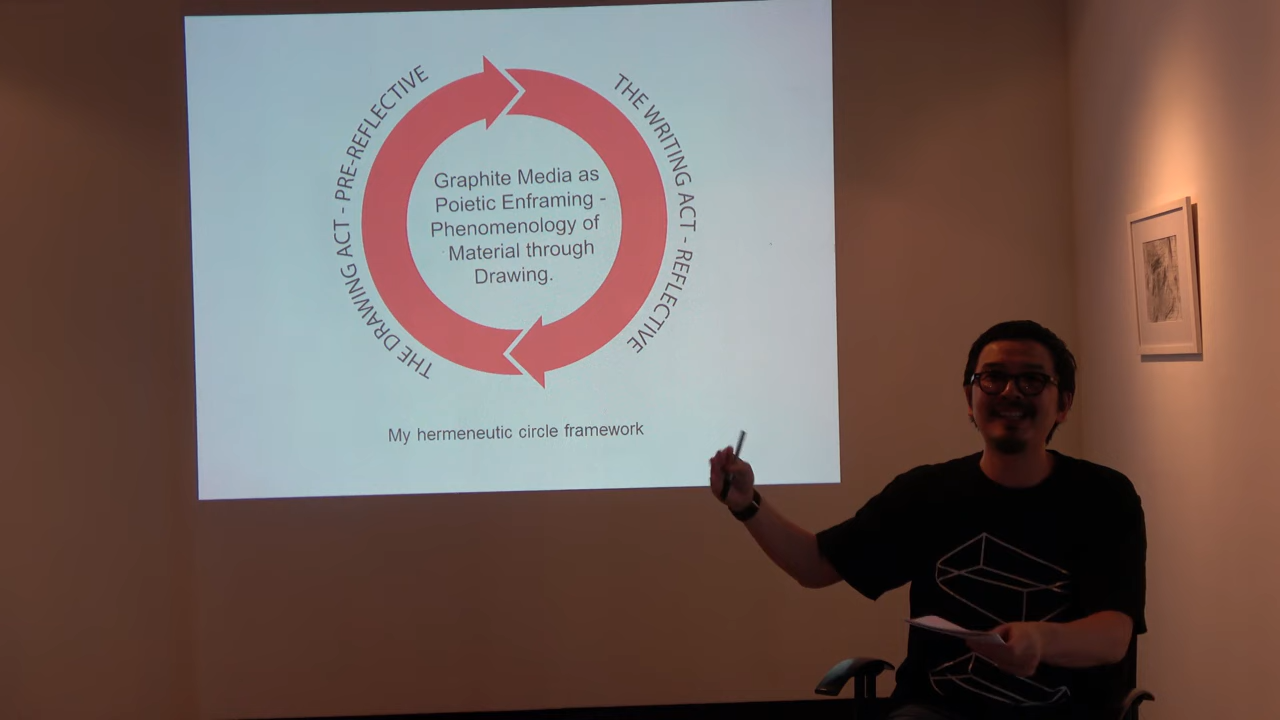 THE DRAWING ACT - PRE-REFLECTIVE
THE WRITING ACT - REFLECTIVE
Graphite Media as
Poietic Enframing -
Phenomenology of
Material through
Drawing.
My hermeneutic circle framework